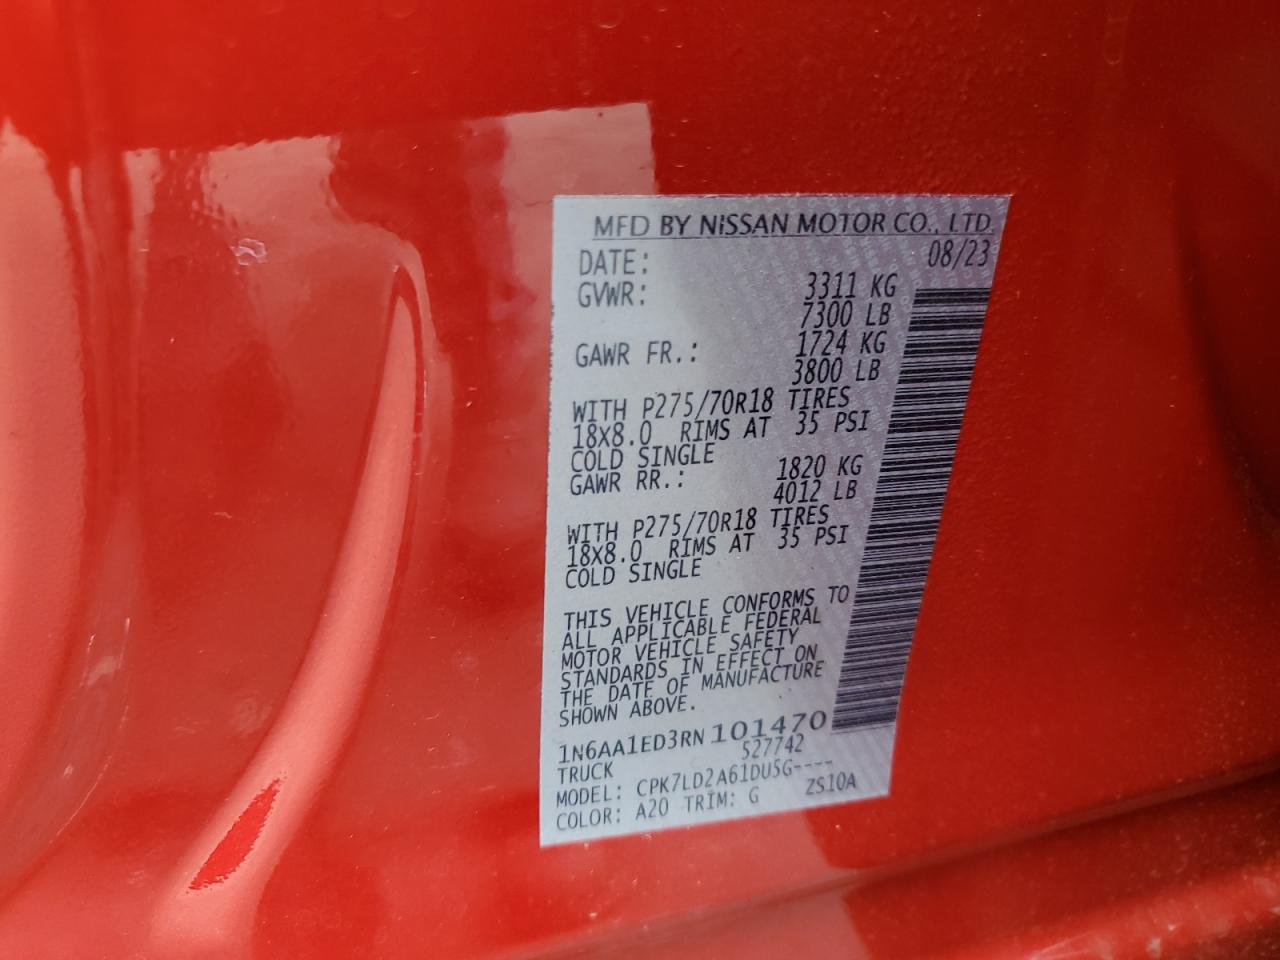 MFD BY NISSAN MOTOR CO., LTD.
DATE: 08/23
GVWR: 3311 KG
7300 LB
GAWR FR.: 1724 KG
3800 LB
WITH P275/70R18 TIRES
18X8.0 RIMS AT 35 PSI
COLD SINGLE
GAWR RR.: 1820 KG
4012 LB
WITH P275/70R18 TIRES
18X8.0 RIMS AT 35 PSI
COLD SINGLE
THIS VEHICLE CONFORMS TO
ALL APPLICABLE FEDERAL
MOTOR VEHICLE SAFETY
STANDARDS IN EFFECT ON
THE DATE OF MANUFACTURE
SHOWN ABOVE.
1N6AA1ED3RN101470
TRUCK 527742
MODEL: CPK7LD2A61DU5G----
COLOR: A20 TRIM: G ZS10A